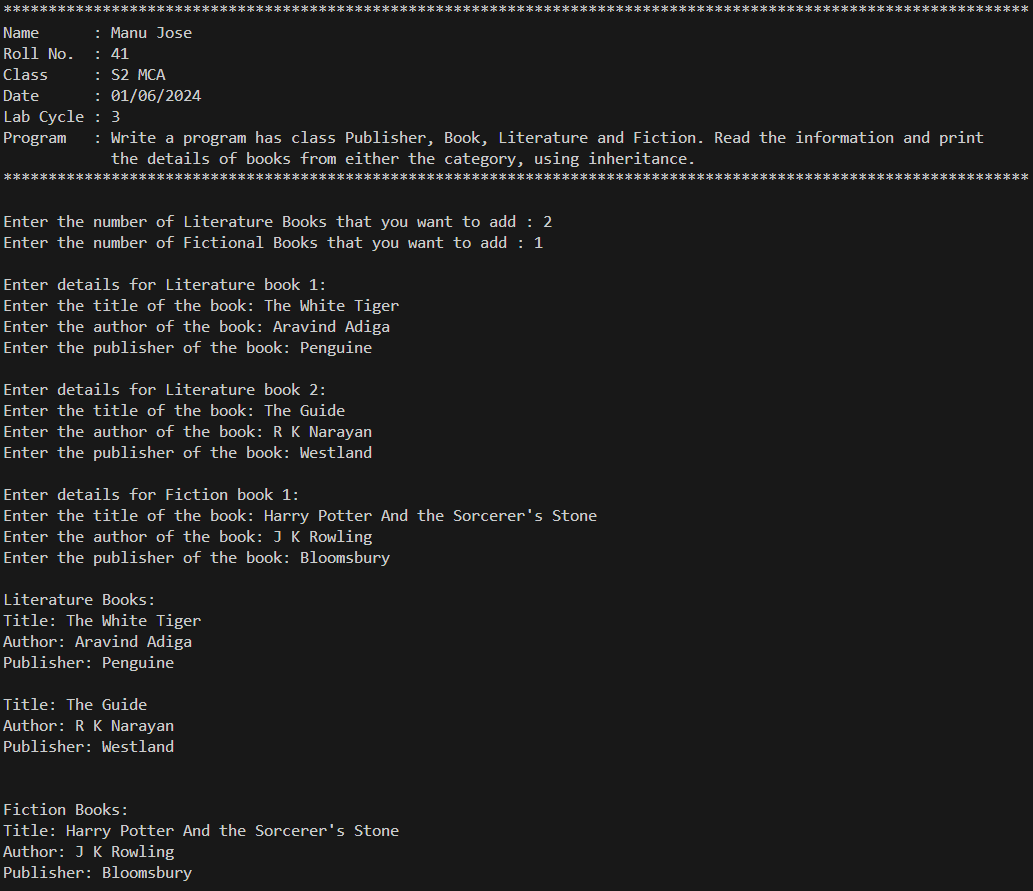 ******************************************************************************************************************
Name      : Manu Jose
Roll No.  : 41
Class     : S2 MCA
Date      : 01/06/2024
Lab Cycle : 3
Program   : Write a program has class Publisher, Book, Literature and Fiction. Read the information and print
            the details of books from either the category, using inheritance.
******************************************************************************************************************

Enter the number of Literature Books that you want to add : 2
Enter the number of Fictional Books that you want to add : 1

Enter details for Literature book 1:
Enter the title of the book: The White Tiger
Enter the author of the book: Aravind Adiga
Enter the publisher of the book: Penguine

Enter details for Literature book 2:
Enter the title of the book: The Guide
Enter the author of the book: R K Narayan
Enter the publisher of the book: Westland

Enter details for Fiction book 1:
Enter the title of the book: Harry Potter And the Sorcerer's Stone
Enter the author of the book: J K Rowling
Enter the publisher of the book: Bloomsbury

Literature Books:
Title: The White Tiger
Author: Aravind Adiga
Publisher: Penguine

Title: The Guide
Author: R K Narayan
Publisher: Westland


Fiction Books:
Title: Harry Potter And the Sorcerer's Stone
Author: J K Rowling
Publisher: Bloomsbury